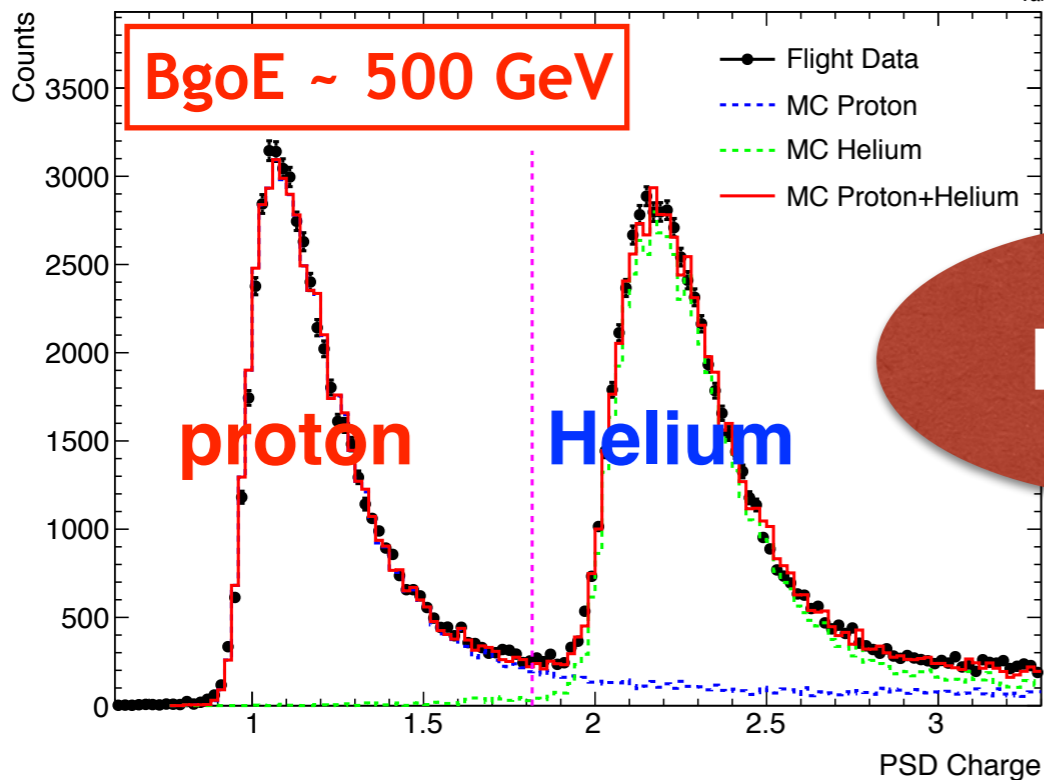 Counts
BgoE ~ 500 GeV
Flight Data
MC Proton
MC Helium
MC Proton+Helium
3500
3000
2500
2000
1500
1000
500
0
proton
Helium
1
1.5
2
2.5
3
PSD Charge